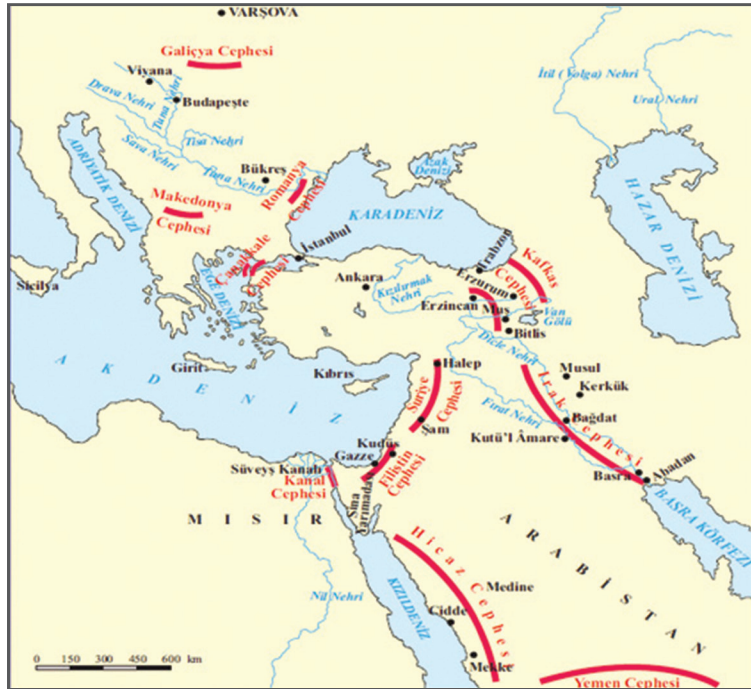 VARŞOVA
Galiçya Cephesi
Viyana
Budapeşte
Drava Nehri
Tuna Nehri
Sava Nehri
Tisa Nehri
Tuna Nehri
Bükreş
Romanya Cephesi
ADRİYATİK DENİZİ
Makedonya Cephesi
Çanakkale Cephesi
İstanbul
EGE DENİZİ
Sicilya
Azak Denizi
KARADENİZ
İtil (Volga) Nehri
Ural Nehri
HAZAR DENİZİ
Trabzon
Kafkas Cephesi
Ankara
Kızılırmak Nehri
Erzurum
Erzincan
Muş
Van Gölü
Bitlis
Dicle Nehri
AKDENİZ
Girit
Kıbrıs
Halep
Suriye Cephesi
Şam
Musul
Kerkük
Irak Cephesi
Fırat Nehri
Bağdat
Kutü'l Âmare
Basra
Abadan
BASRA KÖRFEZİ
Kudüs
Gazze
Filistin Cephesi
Süveyş Kanalı
Kanal Cephesi
Sina Yarımadası
MISIR
Nil Nehri
ARABİSTAN
Hicaz Cephesi
Medine
KIZILDENİZ
Cidde
Mekke
Yemen Cephesi
0 150 300 450 600 km